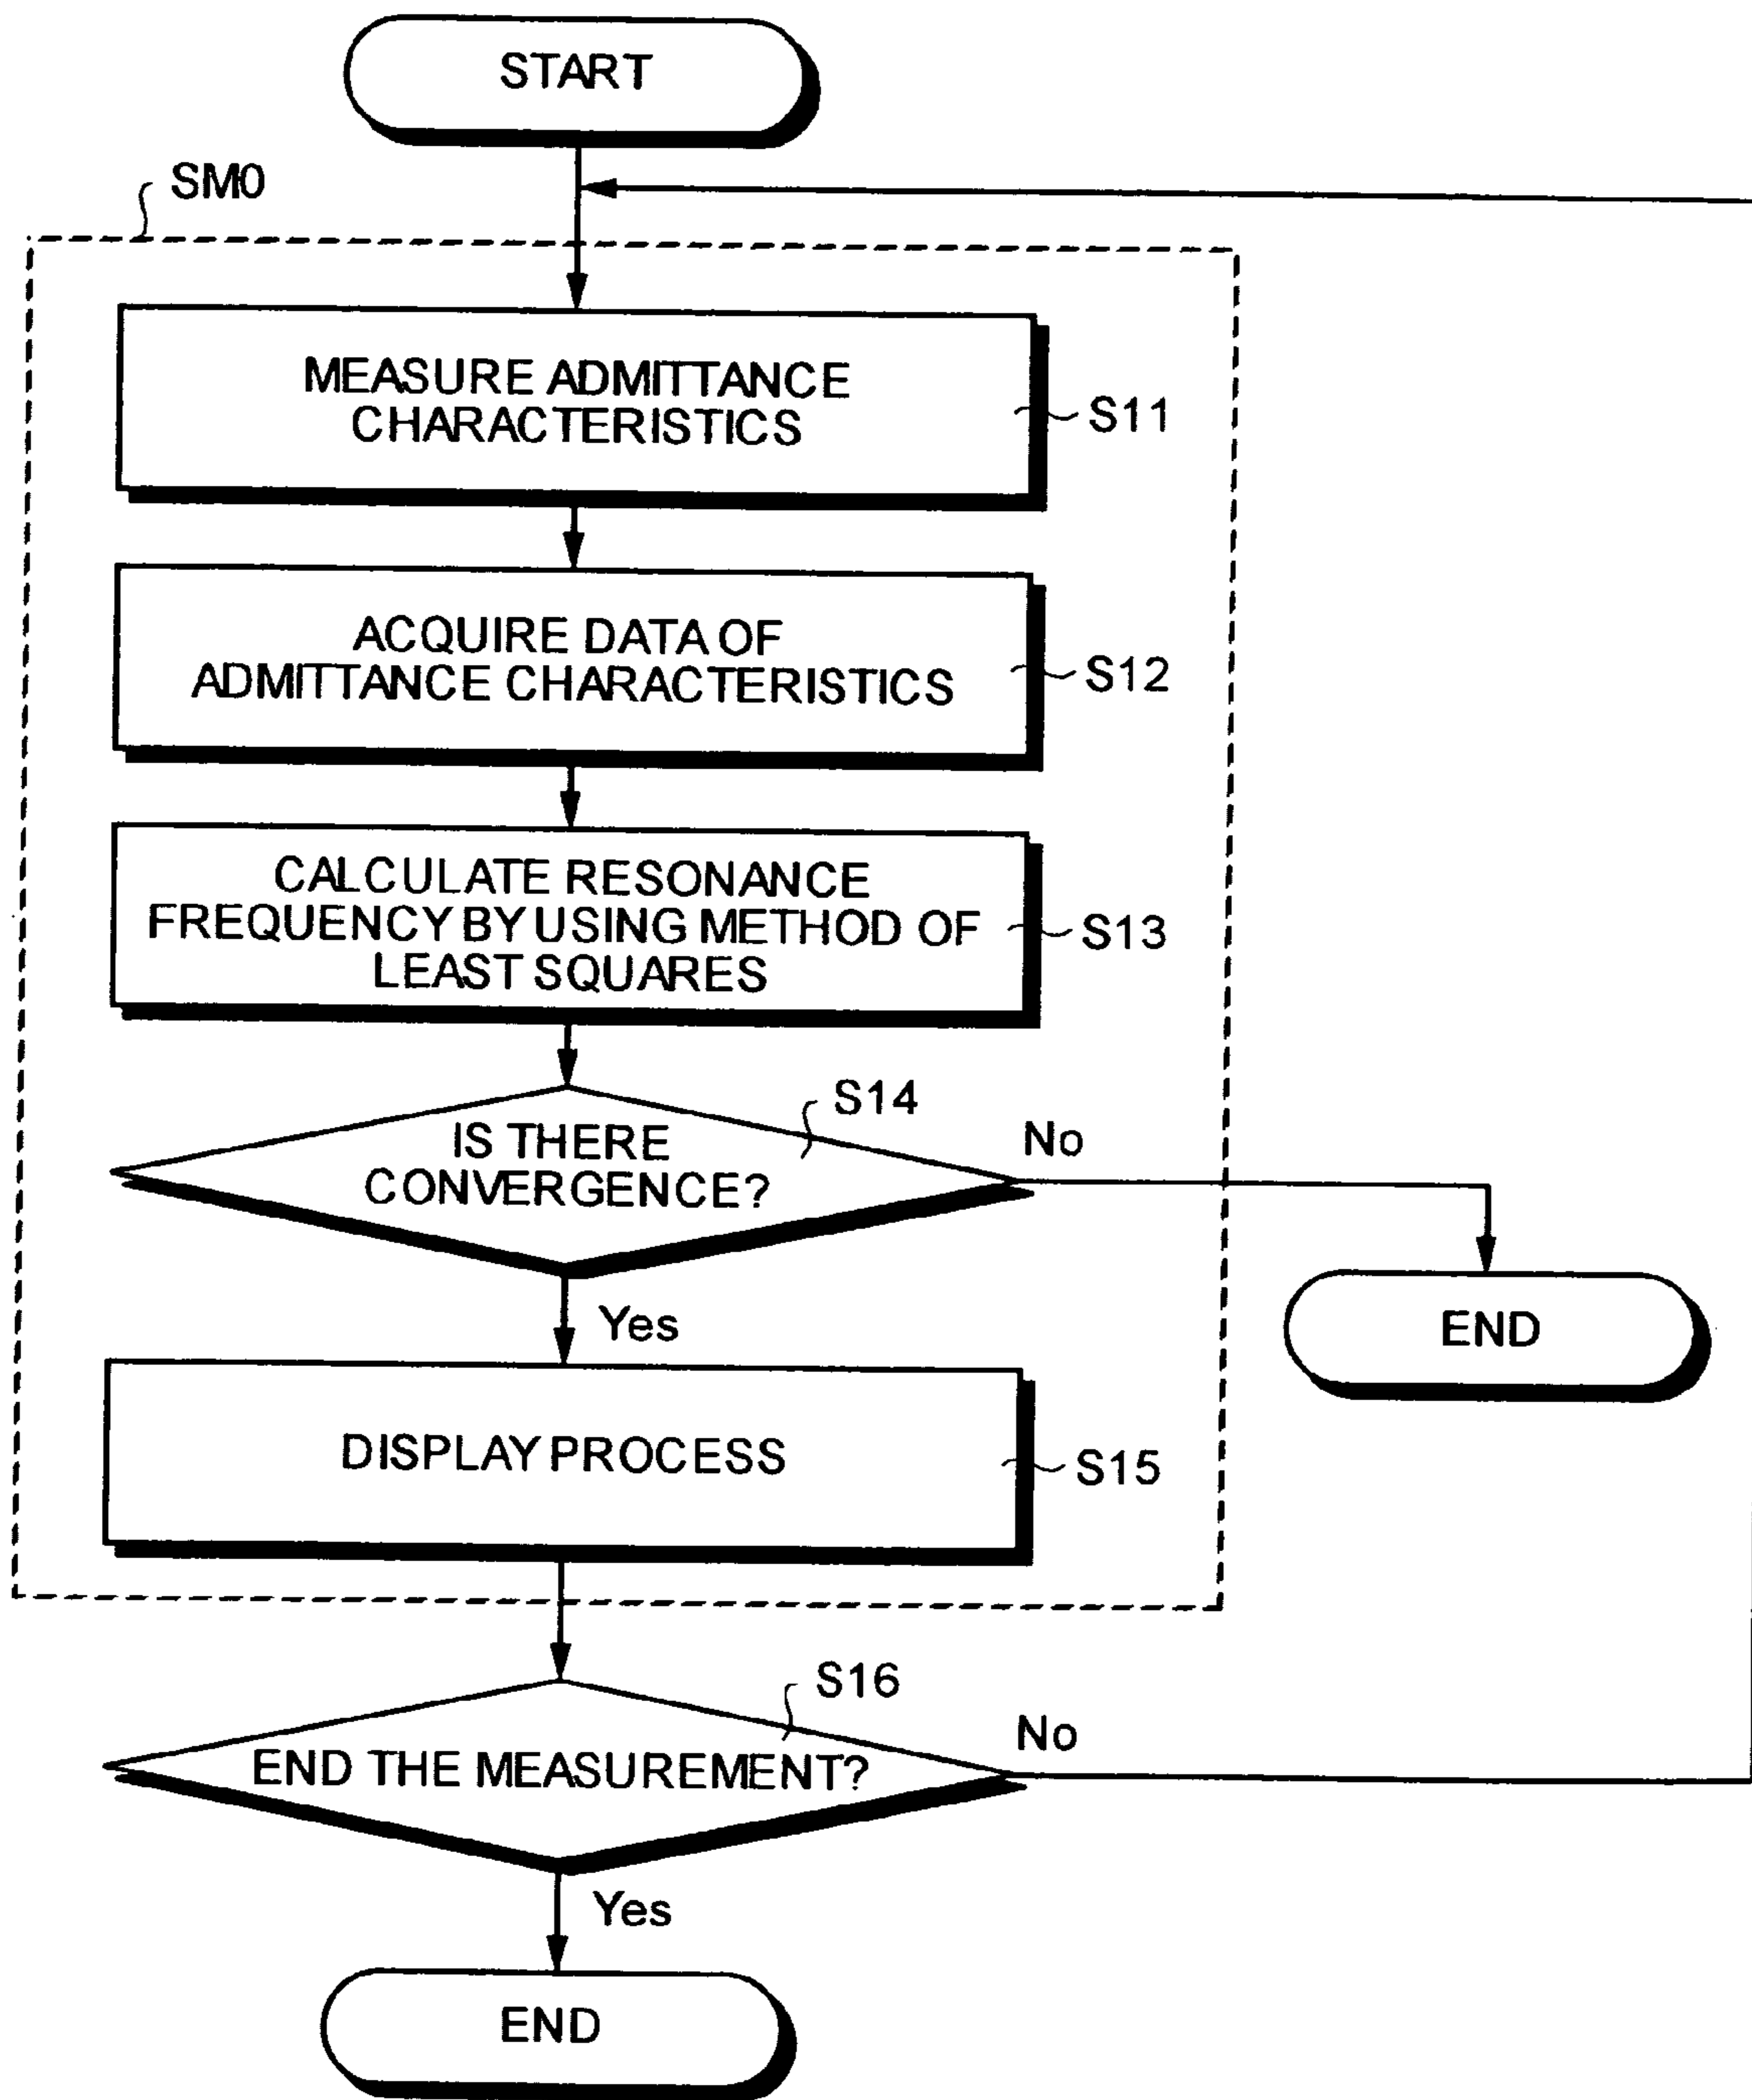 START
SM0
MEASURE ADMITTANCE
CHARACTERISTICS
S11
ACQUIRE DATA OF
ADMITTANCE CHARACTERISTICS
S12
CALCULATE RESONANCE
FREQUENCY BY USING METHOD OF
LEAST SQUARES
S13
S14
IS THERE
CONVERGENCE?
No
Yes
END
DISPLAY PROCESS
S15
S16
END THE MEASUREMENT?
No
Yes
END